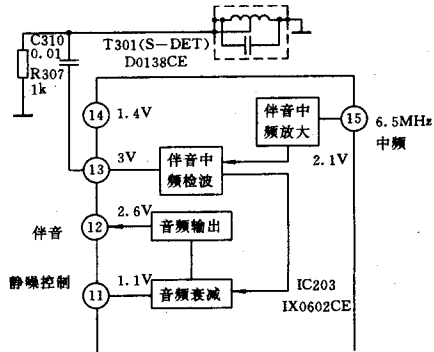 C310
0.01
R307
1k
T301(S—DET)
D0138CE
14
1.4V
伴音中
频放大
15
6.5MHz
中频
2.1V
13
3V
伴音中
频检波
伴音
12
2.6V
音频输出
静噪控制
11
1.1V
音频衰减
IC203
IX0602CE